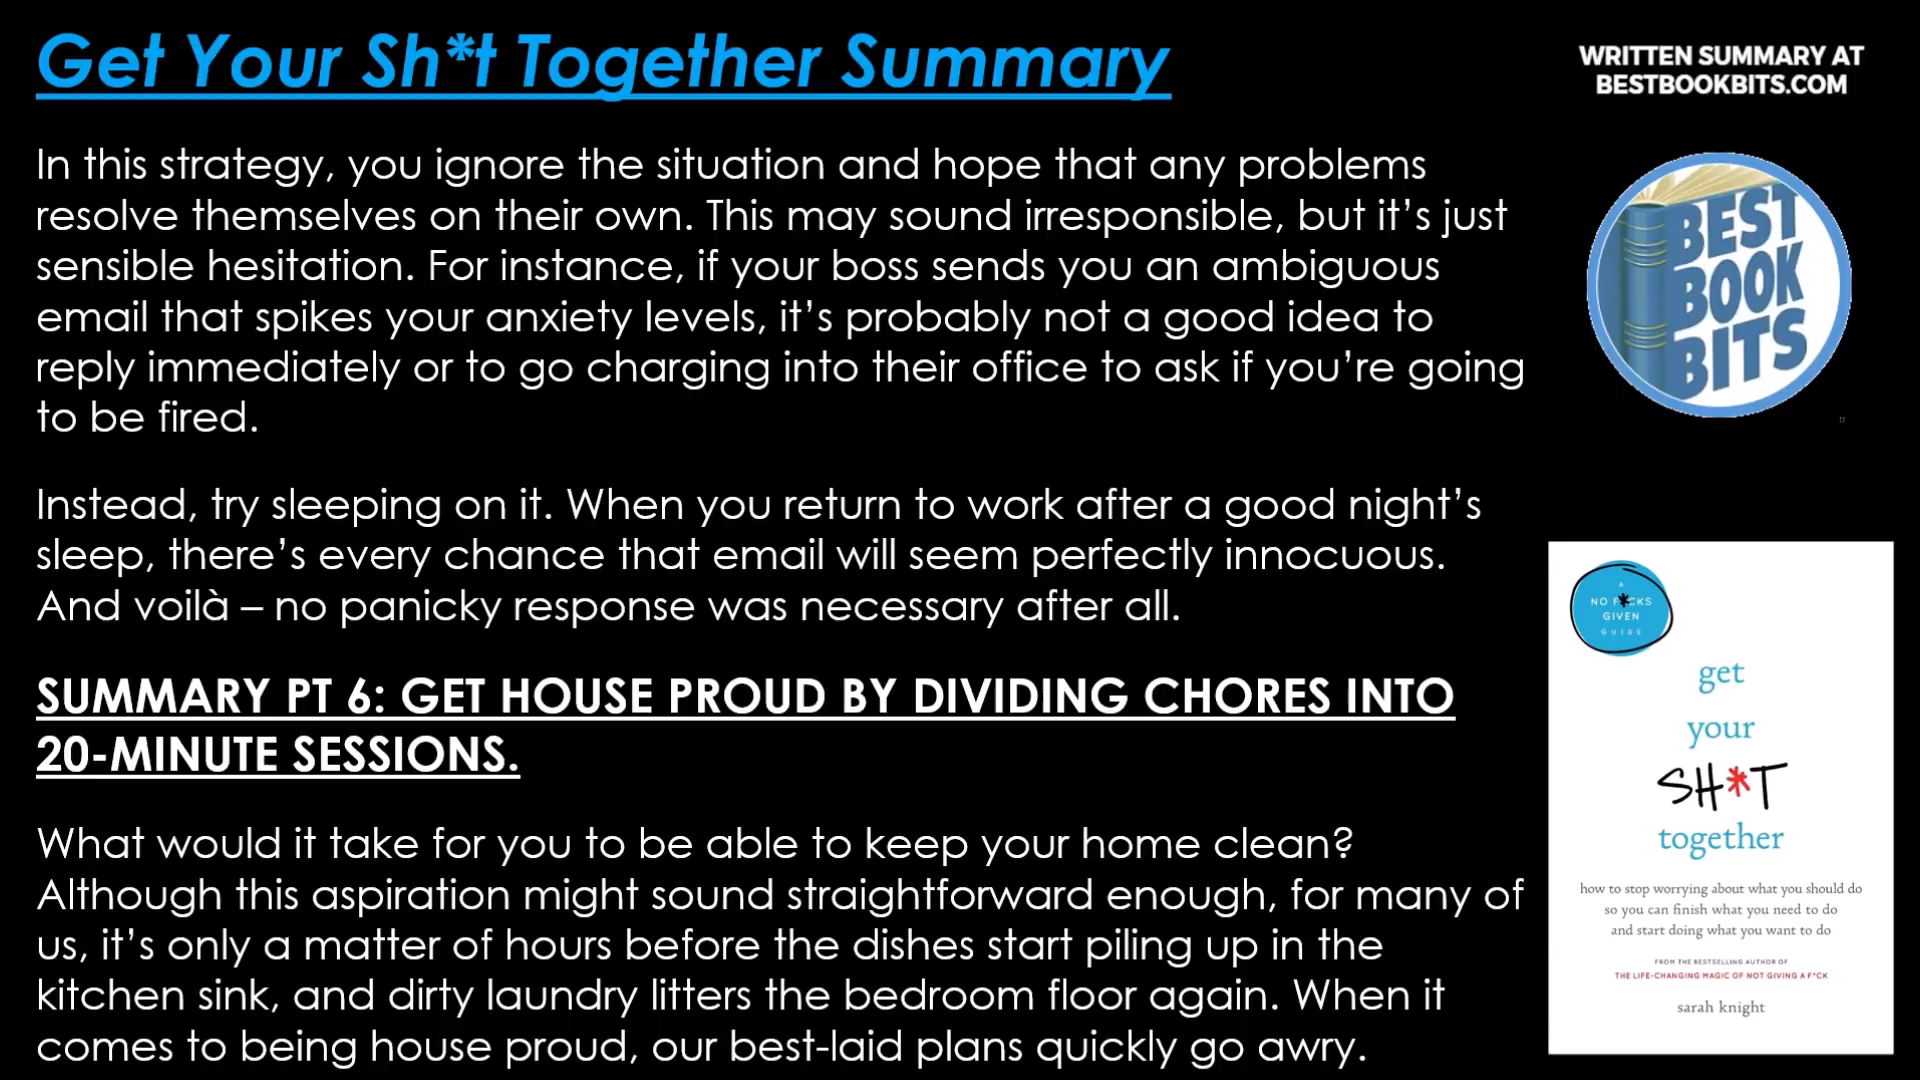 Get Your Sh*t Together Summary
WRITTEN SUMMARY AT
BESTBOOKBITS.COM
In this strategy, you ignore the situation and hope that any problems
resolve themselves on their own. This may sound irresponsible, but it’s just
sensible hesitation. For instance, if your boss sends you an ambiguous
email that spikes your anxiety levels, it’s probably not a good idea to
reply immediately or to go charging into their office to ask if you’re going
to be fired.
Instead, try sleeping on it. When you return to work after a good night’s
sleep, there’s every chance that email will seem perfectly innocuous.
And voilà – no panicky response was necessary after all.
SUMMARY PT 6: GET HOUSE PROUD BY DIVIDING CHORES INTO
20-MINUTE SESSIONS.
What would it take for you to be able to keep your home clean?
Although this aspiration might sound straightforward enough, for many of
us, it’s only a matter of hours before the dishes start piling up in the
kitchen sink, and dirty laundry litters the bedroom floor again. When it
comes to being house proud, our best-laid plans quickly go awry.
BEST
BOOK
BITS
A
NO F*CKS
GIVEN
GUIDE
get
your
SH*T
together
how to stop worrying about what you should do
so you can finish what you need to do
and start doing what you want to do
FROM THE BESTSELLING AUTHOR OF
THE LIFE-CHANGING MAGIC OF NOT GIVING A F*CK
sarah knight